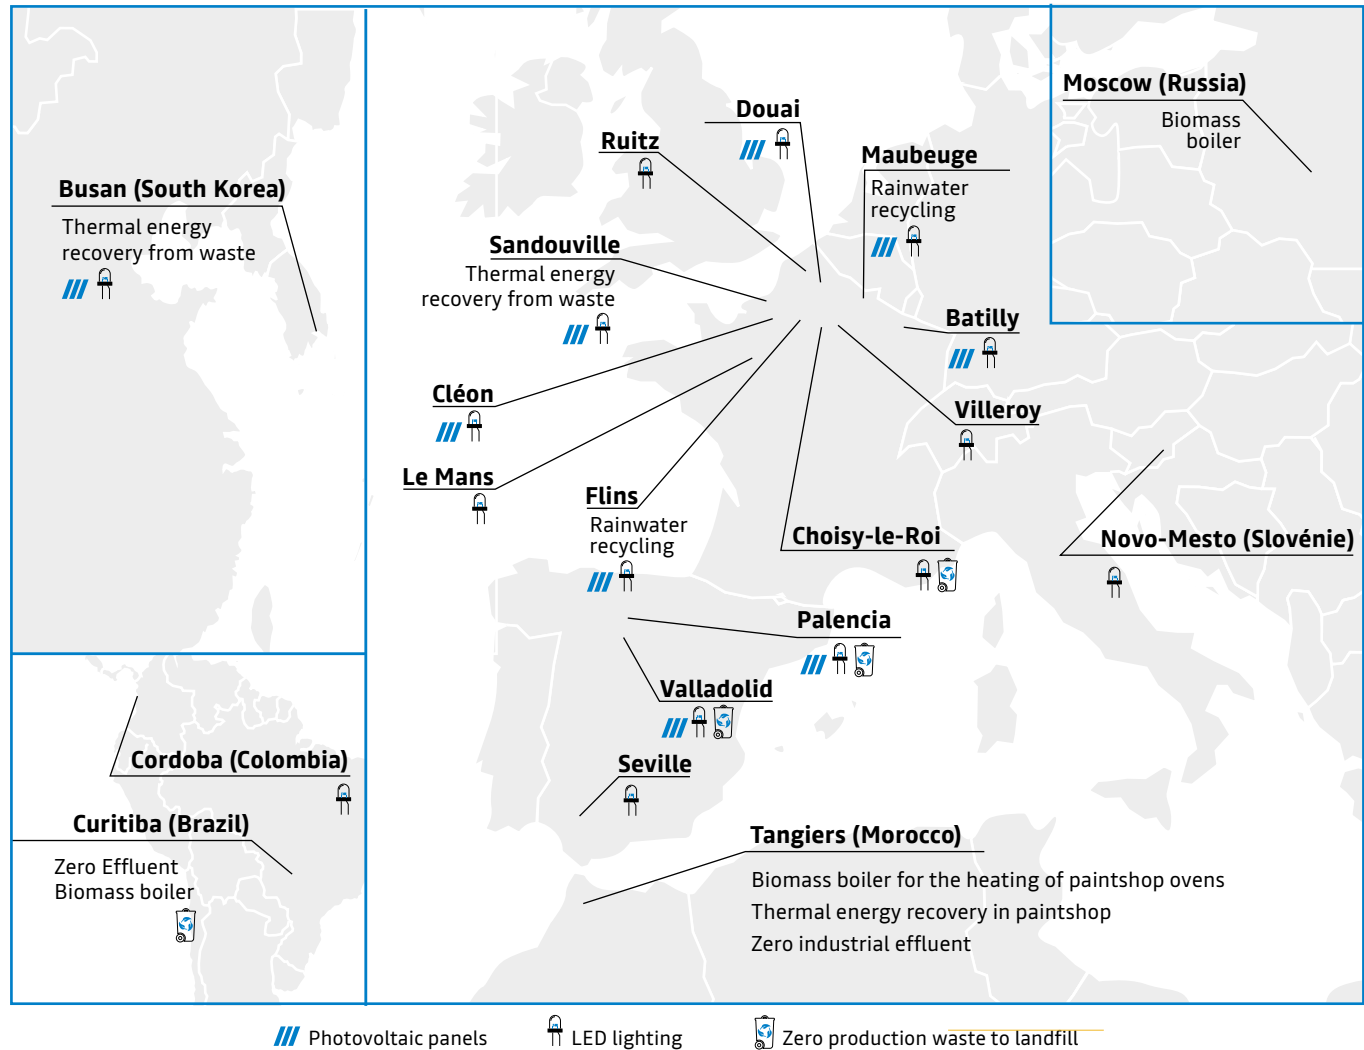 Busan (South Korea)
Thermal energy
recovery from waste
Cordoba (Colombia)
Curitiba (Brazil)
Zero Effluent
Biomass boiler
Douai
Ruitz
Maubeuge
Rainwater
recycling
Sandouville
Thermal energy
recovery from waste
Batilly
Cléon
Villeroy
Le Mans
Flins
Rainwater
recycling
Choisy-le-Roi
Novo-Mesto (Slovénie)
Palencia
Valladolid
Seville
Tangiers (Morocco)
Biomass boiler for the heating of paintshop ovens
Thermal energy recovery in paintshop
Zero industrial effluent
Moscow (Russia)
Biomass
boiler
Photovoltaic panels
LED lighting
Zero production waste to landfill